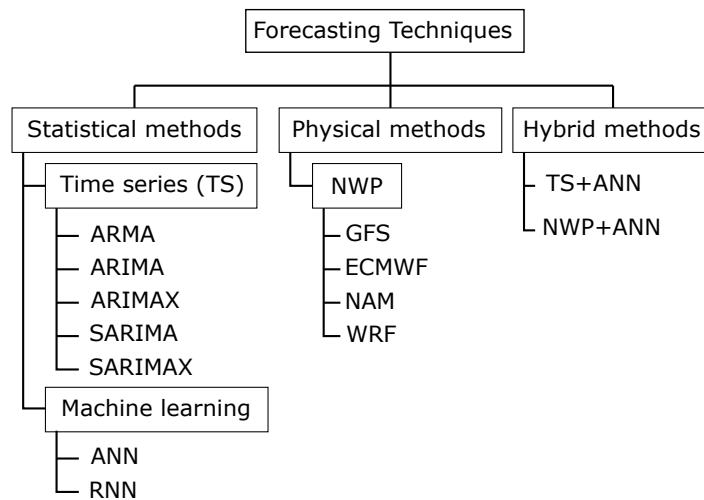 Forecasting Techniques
Statistical methods
Physical methods
Hybrid methods
Time series (TS)
ARMA
ARIMA
ARIMAX
SARIMA
SARIMAX
Machine learning
ANN
RNN
NWP
GFS
ECMWF
NAM
WRF
TS+ANN
NWP+ANN